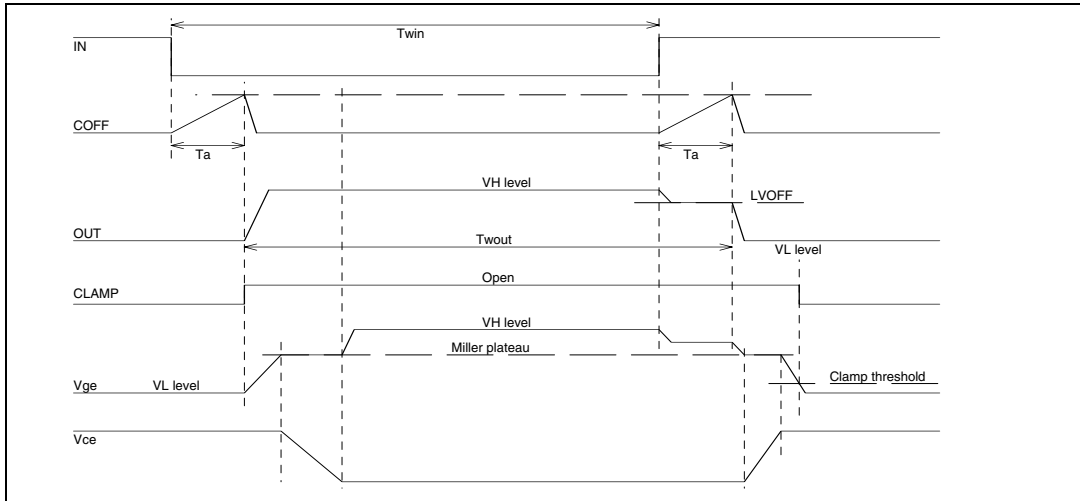 Twin
IN
COFF
Ta
Ta
VH level
LVOFF
OUT
Twout
VL level
Open
CLAMP
VH level
Miller plateau
Clamp threshold
Vge
VL level
Vce